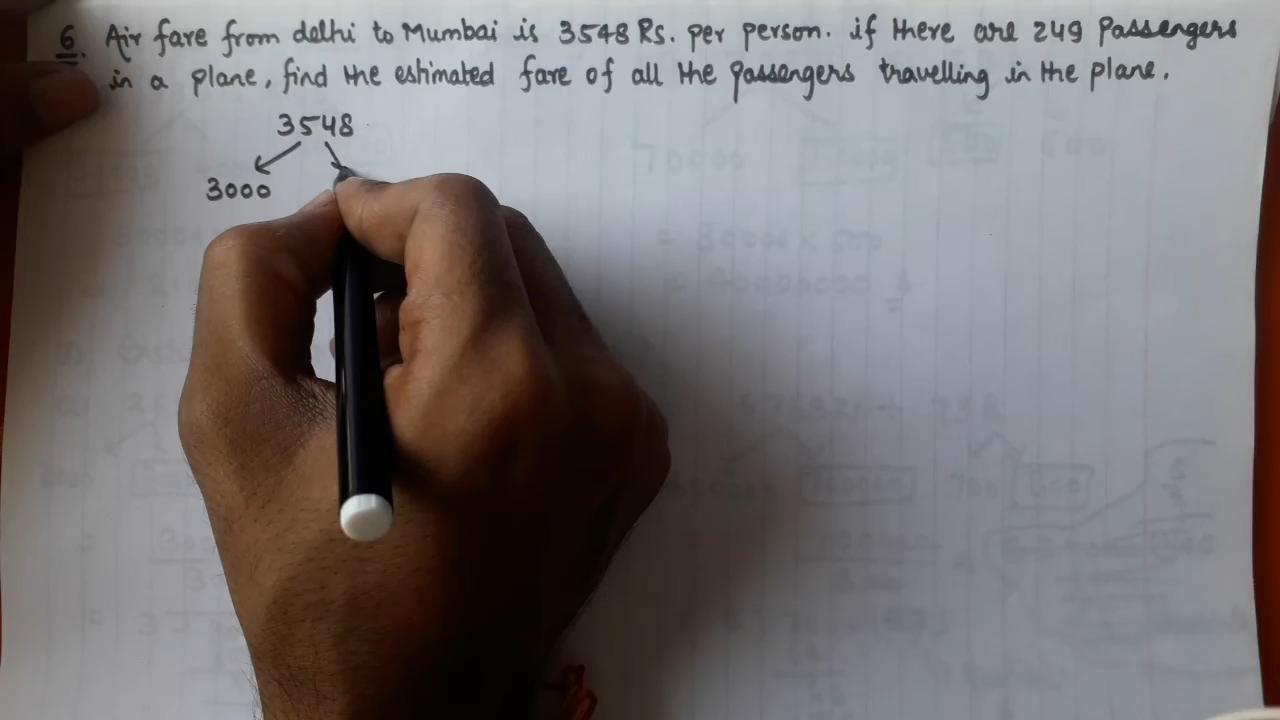 6. Air fare from delhi to Mumbai is 3548 Rs. per person. if there are 249 Passengers
in a plane, find the estimated fare of all the passengers travelling in the plane.
3548
3000